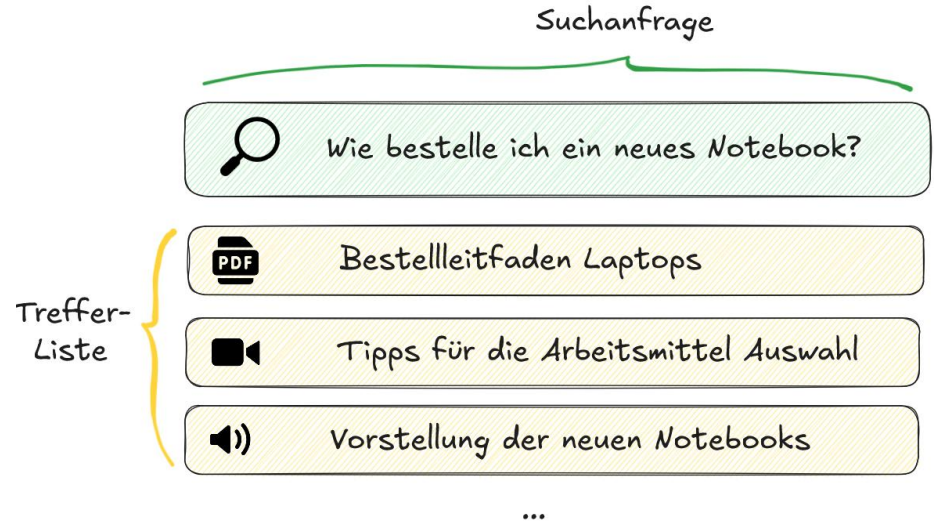 Suchanfrage
Wie bestelle ich ein neues Notebook?
PDF
Bestellleitfaden Laptops
Treffer-
Liste
Tipps für die Arbeitsmittel Auswahl
Vorstellung der neuen Notebooks
...